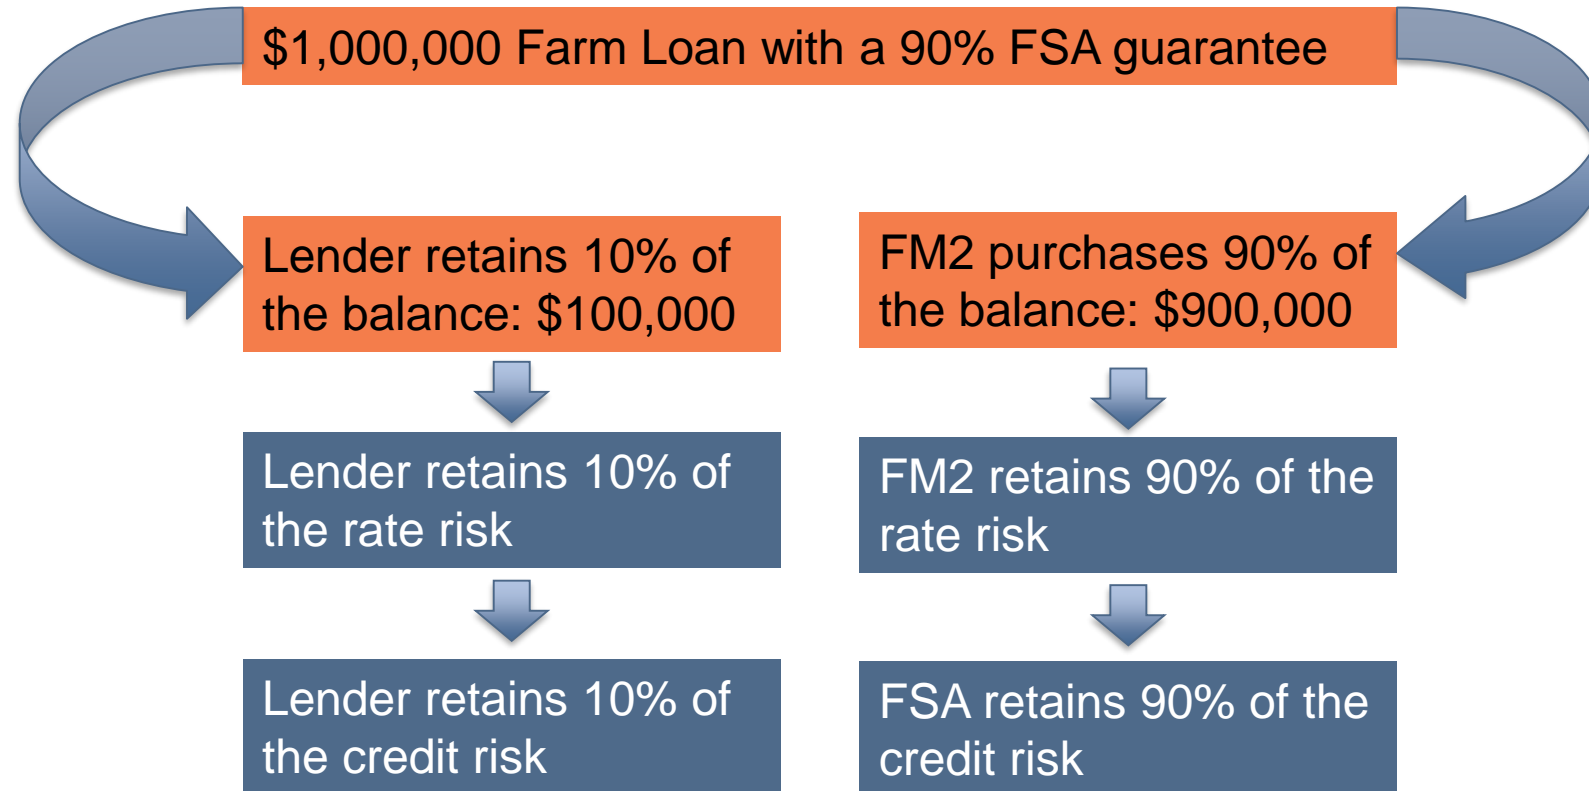 $1,000,000 Farm Loan with a 90% FSA guarantee
Lender retains 10% of
the balance: $100,000
FM2 purchases 90% of
the balance: $900,000
Lender retains 10% of
the rate risk
FM2 retains 90% of the
rate risk
Lender retains 10% of
the credit risk
FSA retains 90% of the
credit risk